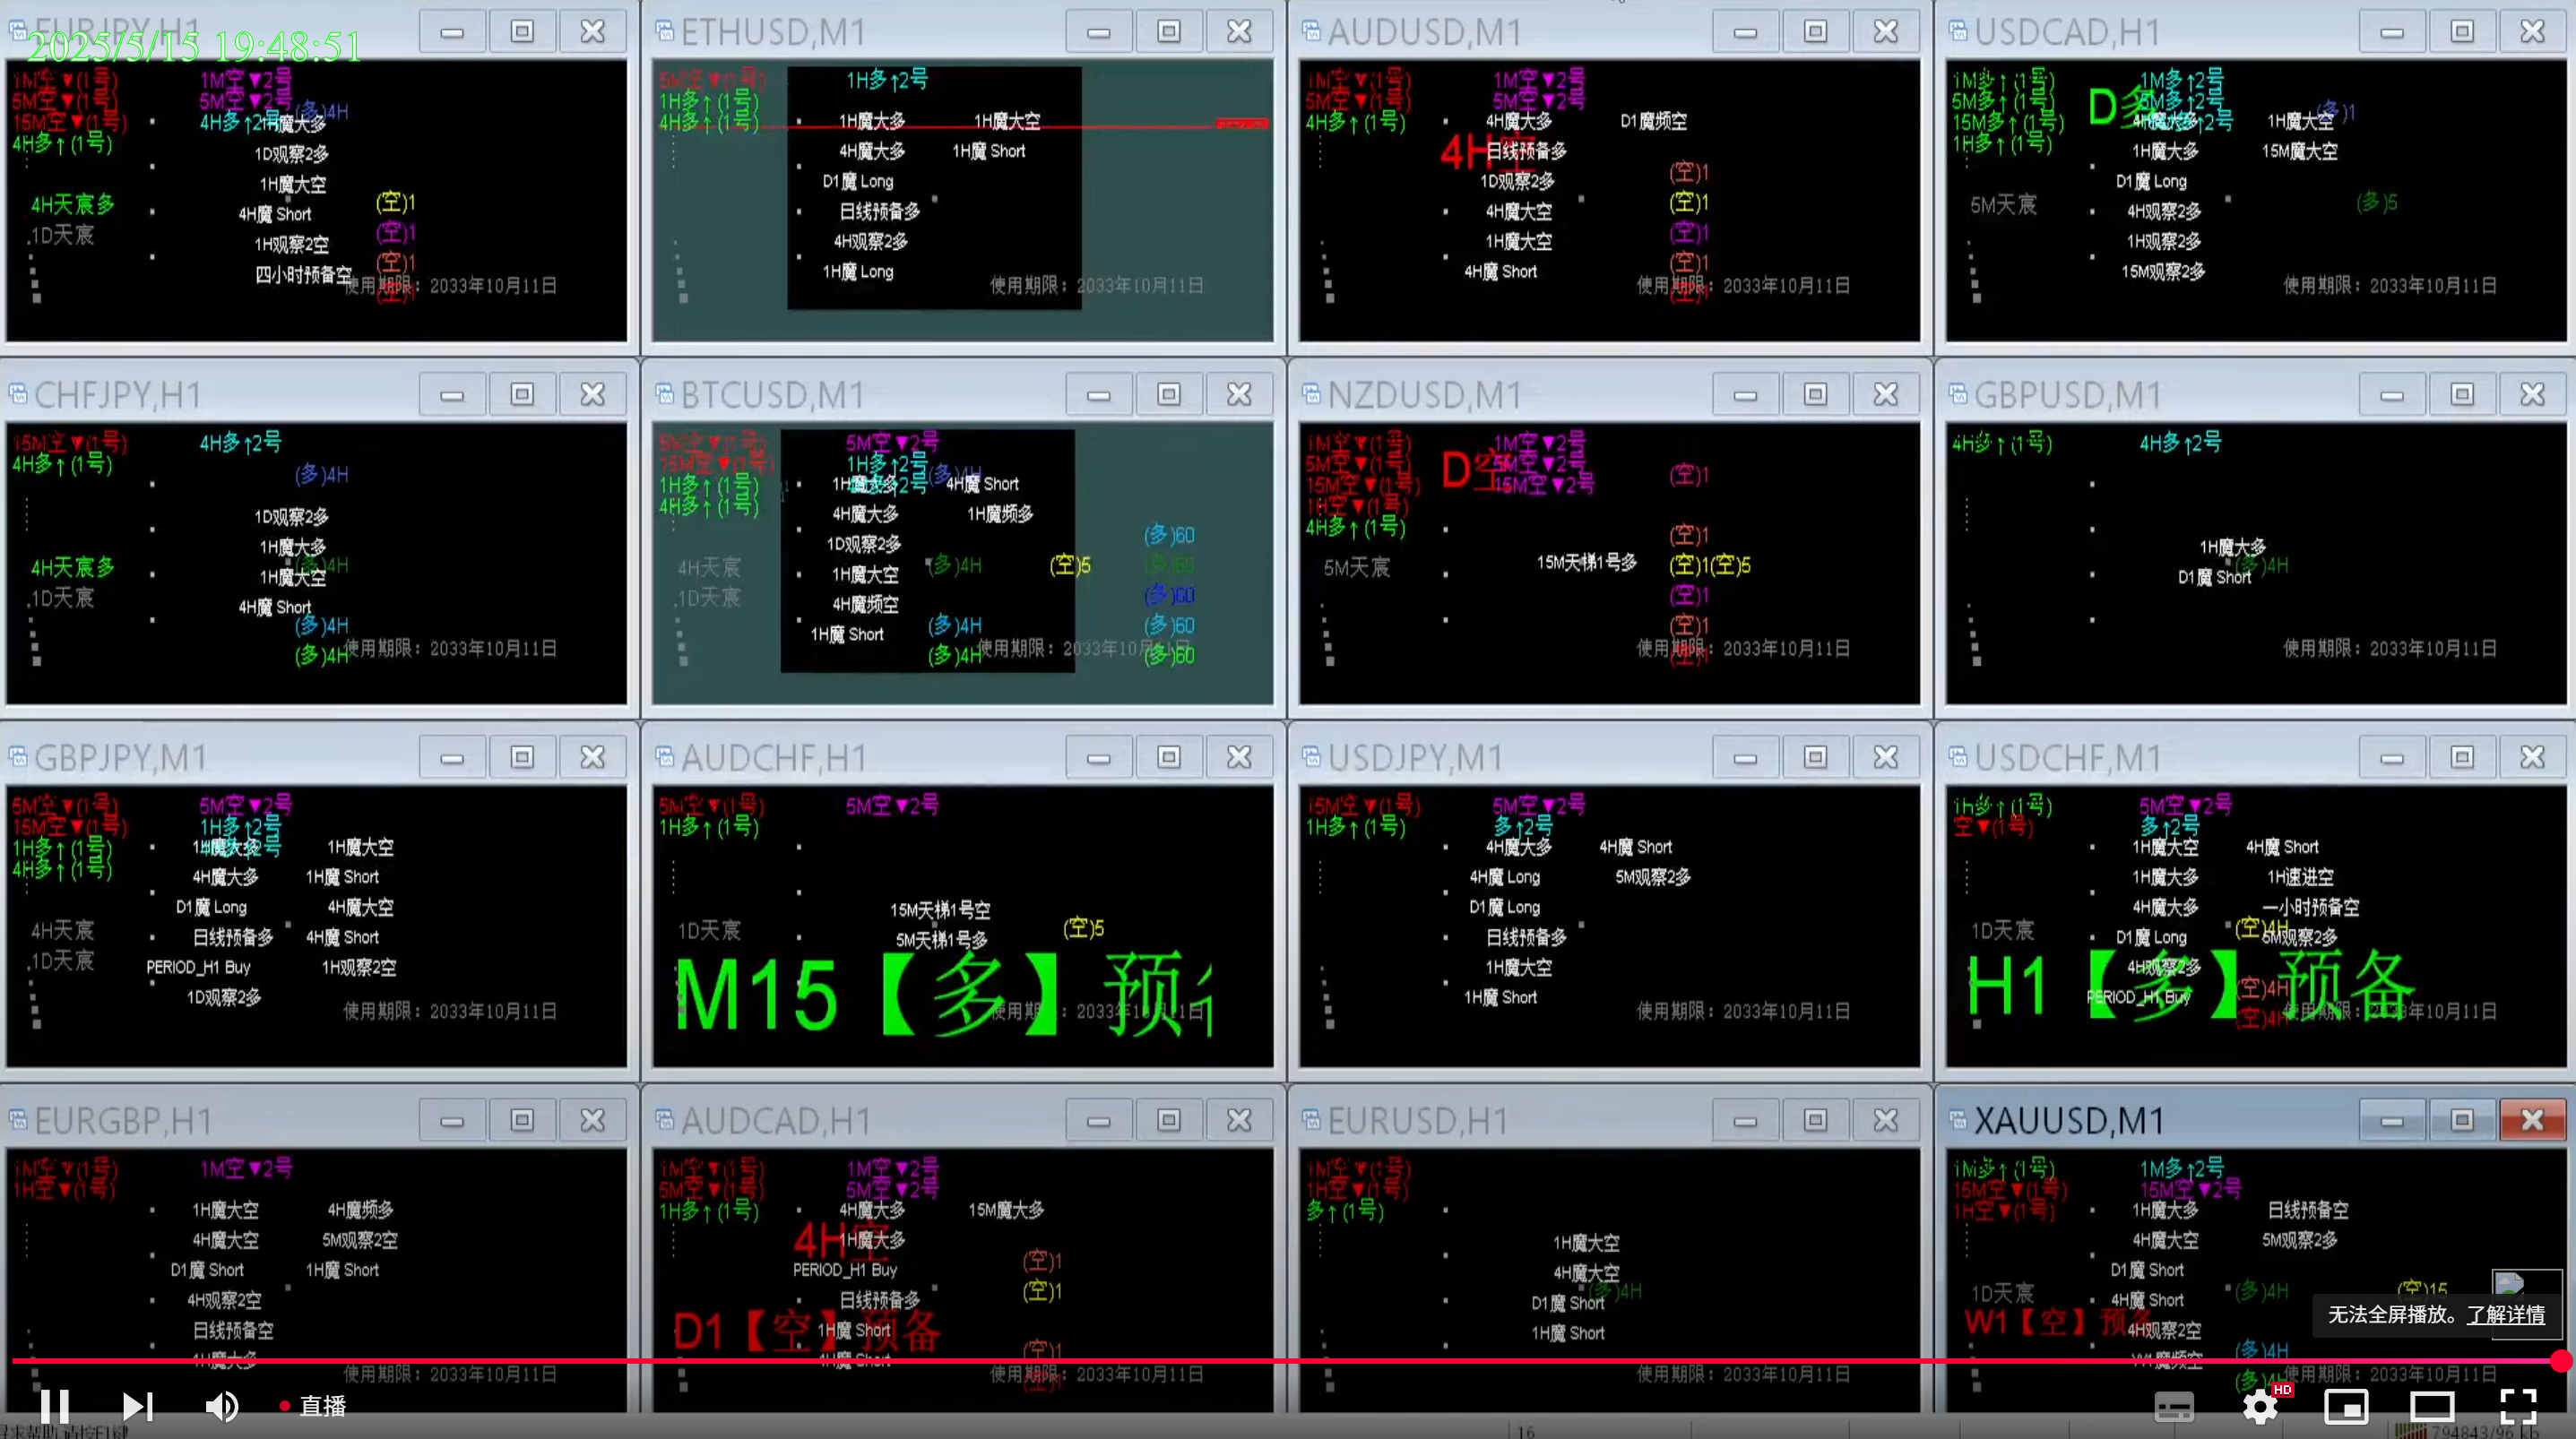 EURJPY,H1
2025/5/15 19:48:51
1M空▼(1号)
1M空▼2号
5M空▼(1号)
5M空▼2号
(多)4H
15M空▼(1号)
4H多↑2号
4H多↑(1号)
1D观察2多
1H魔大空
4H天宸多
(空)1
4H魔 Short
.1D天宸
(空)1
1H观察2空
(空)1
四小时预备空
使用期限：2033年10月11日
ETHUSD,M1
5M空▼(1号)
1H多↑2号
1H多↑(1号)
4H多↑(1号)
1H魔大多
1H魔大空
4H魔大多
1H魔 Short
D1魔 Long
日线预备多
4H观察2多
1H魔 Long
使用期限：2033年10月11日
AUDUSD,M1
1M空▼(1号)
1M空▼2号
5M空▼(1号)
5M空▼2号
4H多↑(1号)
4H魔大多
D1魔频空
4H空
日线预备多
(空)1
1D观察2多
(空)1
4H魔大空
(空)1
1H魔大空
(空)1
4H魔 Short
使用期限：2033年10月11日
USDCAD,H1
1M多↑(1号)
1M多↑2号
5M多↑(1号)
5M多↑2号
D多
(多)1
15M多↑(1号)
4H魔大多
1H魔大空
1H多↑(1号)
1H魔大多
15M魔大空
D1魔 Long
5M天宸
4H观察2多
(多)5
1H观察2多
15M观察2多
使用期限：2033年10月11日
CHFJPY,H1
15M空▼(1号)
4H多↑2号
4H多↑(1号)
(多)4H
1D观察2多
1H魔大多
4H天宸多
(多)4H
1H魔大空
.1D天宸
4H魔 Short
(多)4H
(多)4H
使用期限：2033年10月11日
BTCUSD,M1
5M空▼(1号)
5M空▼2号
15M空▼(1号)
1H多↑2号
(多)4H
1H多↑(1号)
1H魔大多
4H魔 Short
4H多↑(1号)
4H魔大多
1H魔频多
1D观察2多
(多)60
4H天宸
1H魔大空
(多)4H
(空)5
(多)60
.1D天宸
4H魔频空
(多)60
1H魔 Short
(多)4H
(多)60
(多)4H
使用期限：2033年10月11日
(多)60
NZDUSD,M1
1M空▼(1号)
1M空▼2号
5M空▼(1号)
5M空▼2号
D空
(空)1
15M空▼(1号)
15M空▼2号
1H空▼(1号)
4H多↑(1号)
(空)1
5M天宸
15M天梯1号多
(空)1(空)5
(空)1
(空)1
使用期限：2033年10月11日
GBPUSD,M1
4H多↑(1号)
4H多↑2号
1H魔大多
(多)4H
D1魔 Short
使用期限：2033年10月11日
GBPJPY,M1
5M空▼(1号)
5M空▼2号
15M空▼(1号)
1H多↑2号
1H多↑(1号)
1H魔大多
1H魔大空
4H多↑(1号)
4H魔大多
1H魔 Short
D1魔 Long
4H魔大空
4H天宸
日线预备多
4H魔 Short
.1D天宸
PERIOD_H1 Buy
1H观察2空
1D观察2多
使用期限：2033年10月11日
AUDCHF,H1
5M空▼(1号)
5M空▼2号
1H多↑(1号)
15M天梯1号空
1D天宸
(空)5
5M天梯1号多
M15【多】预
使用期限：2033年10月11日
USDJPY,M1
15M空▼(1号)
5M空▼2号
1H多↑(1号)
多↑2号
4H魔大多
4H魔 Short
4H魔 Long
5M观察2多
D1魔 Long
日线预备多
1H魔大空
1H魔 Short
使用期限：2033年10月11日
USDCHF,M1
1H多↑(1号)
5M空▼2号
空▼(1号)
多↑2号
1H魔大空
4H魔 Short
1H魔大多
1H速进空
4H魔大多
一小时预备空
1D天宸
D1魔 Long
(空)4H
5M观察2多
4H观察2多
H1【多】预备
PERIOD_H1 Buy
(空)4H
(空)4H
使用期限：2033年10月11日
EURGBP,H1
1M空▼(1号)
1M空▼2号
1H空▼(1号)
1H魔大空
4H魔频多
4H魔大空
5M观察2空
D1魔 Short
1H魔 Short
4H观察2空
日线预备空
1H魔大多
使用期限：2033年10月11日
AUDCAD,H1
1M空▼(1号)
1M空▼2号
5M空▼(1号)
5M空▼2号
1H多↑(1号)
4H魔大多
15M魔大多
4H空
1H魔大多
(空)1
PERIOD_H1 Buy
(空)1
日线预备多
D1【空】预备
1H魔 Short
(空)1
4H魔 Short
使用期限：2033年10月11日
EURUSD,H1
1M空▼(1号)
1H空▼(1号)
多↑(1号)
1H魔大空
4H魔大空
(多)4H
D1魔 Short
1H魔 Short
使用期限：2033年10月11日
XAUUSD,M1
1M多↑(1号)
1M多↑2号
15M空▼(1号)
15M空▼2号
1H空▼(1号)
1H魔大多
日线预备空
4H魔大空
5M观察2多
D1魔 Short
1D天宸
(多)4H
(空)15
4H魔 Short
W1【空】预备
4H观察2空
(多)4H
W1魔频空
(多)4H
使用期限：2033年10月11日
无法全屏播放。了解详情
直播
HD
寻求帮助,请按F1键
16
794843/96 kb